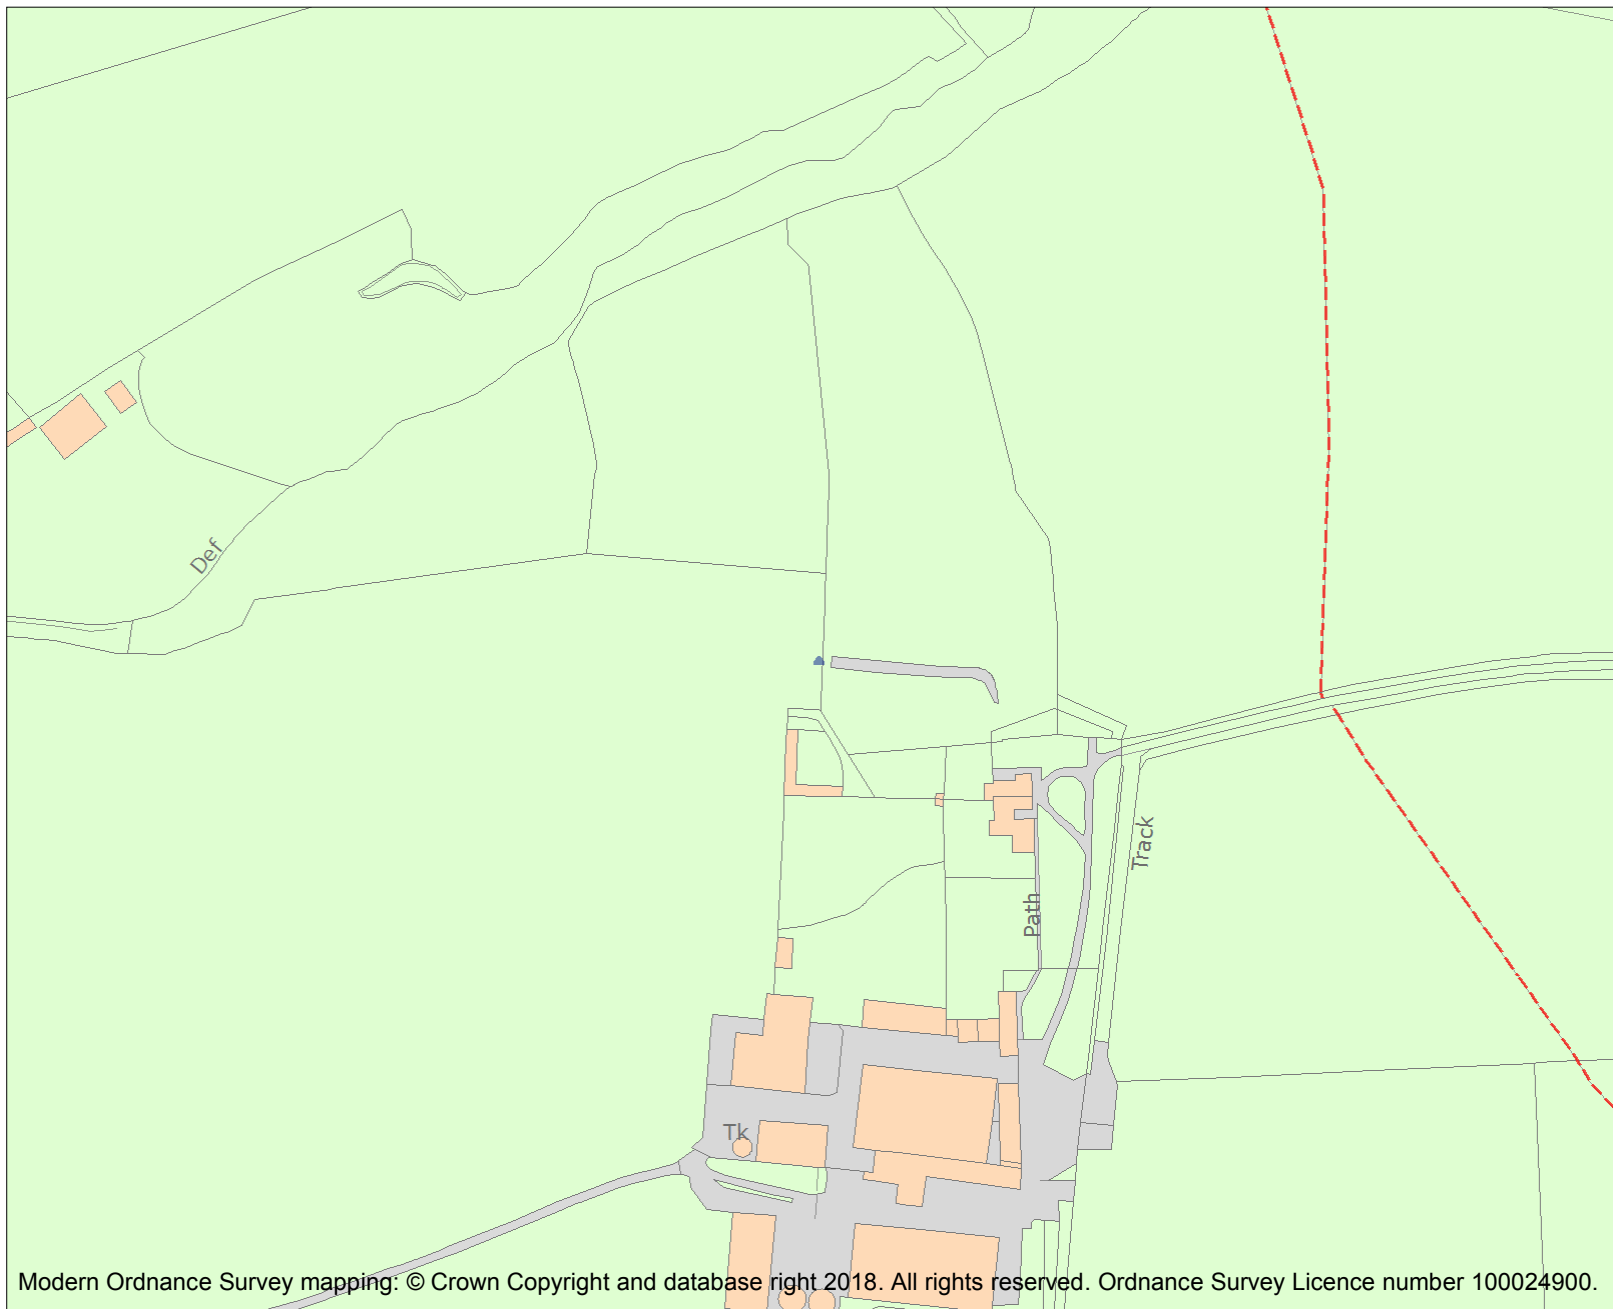 Def
Track
Path
Tk
Modern Ordnance Survey mapping: © Crown Copyright and database right 2018. All rights reserved. Ordnance Survey Licence number 100024900.